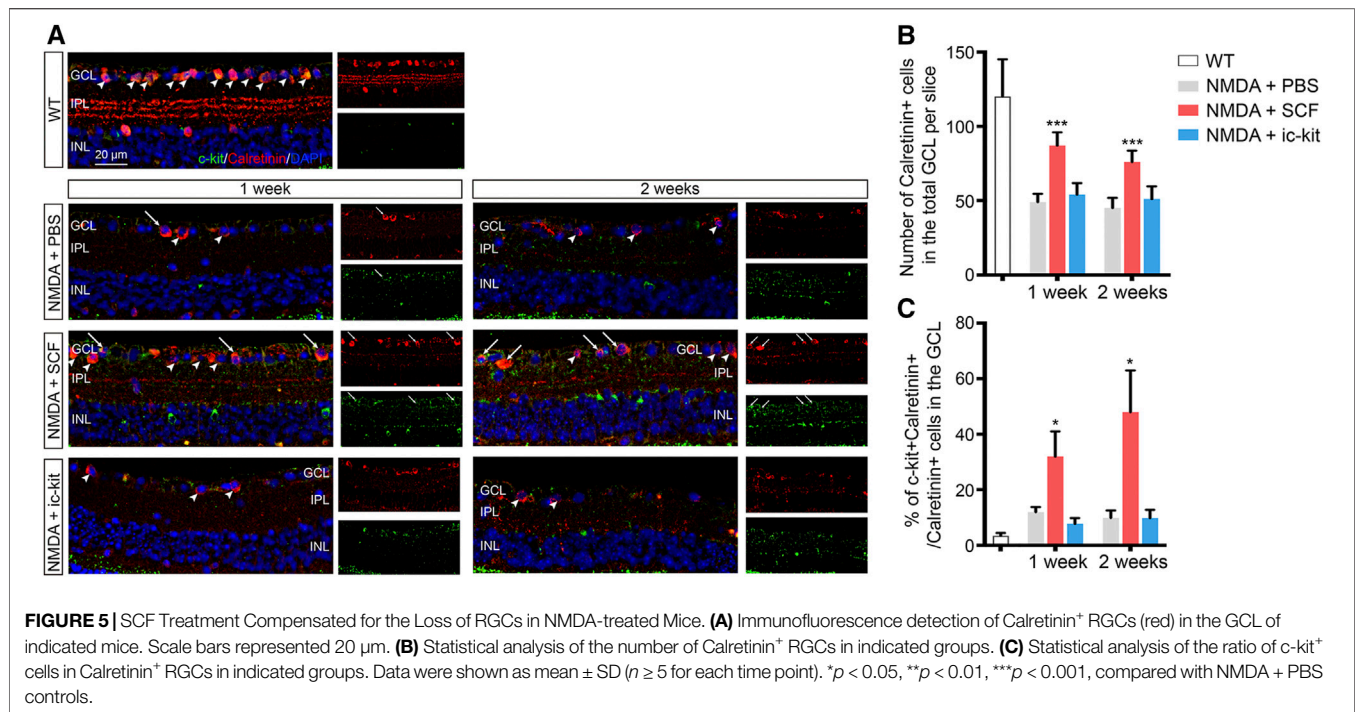 A
WT
GCL
IPL
INL
20 µm
c-kit/Calretinin/DAPI
1 week
2 weeks
NMDA + PBS
GCL
IPL
INL
GCL
IPL
INL
NMDA + SCF
GCL
IPL
INL
GCL
IPL
INL
NMDA + ic-kit
GCL
IPL
INL
GCL
IPL
INL
B
Number of Calretinin+ cells
in the total GCL per slice
150
100
50
0
***
***
1 week
2 weeks
WT
NMDA + PBS
NMDA + SCF
NMDA + ic-kit
C
% of c-kit+Calretinin+
/Calretinin+ cells in the GCL
80
60
40
20
0
*
*
1 week
2 weeks
FIGURE 5 | SCF Treatment Compensated for the Loss of RGCs in NMDA-treated Mice. (A) Immunofluorescence detection of Calretinin⁺ RGCs (red) in the GCL of
indicated mice. Scale bars represented 20 µm. (B) Statistical analysis of the number of Calretinin⁺ RGCs in indicated groups. (C) Statistical analysis of the ratio of c-kit⁺
cells in Calretinin⁺ RGCs in indicated groups. Data were shown as mean ± SD (n ≥ 5 for each time point). *p < 0.05, **p < 0.01, ***p < 0.001, compared with NMDA + PBS
controls.